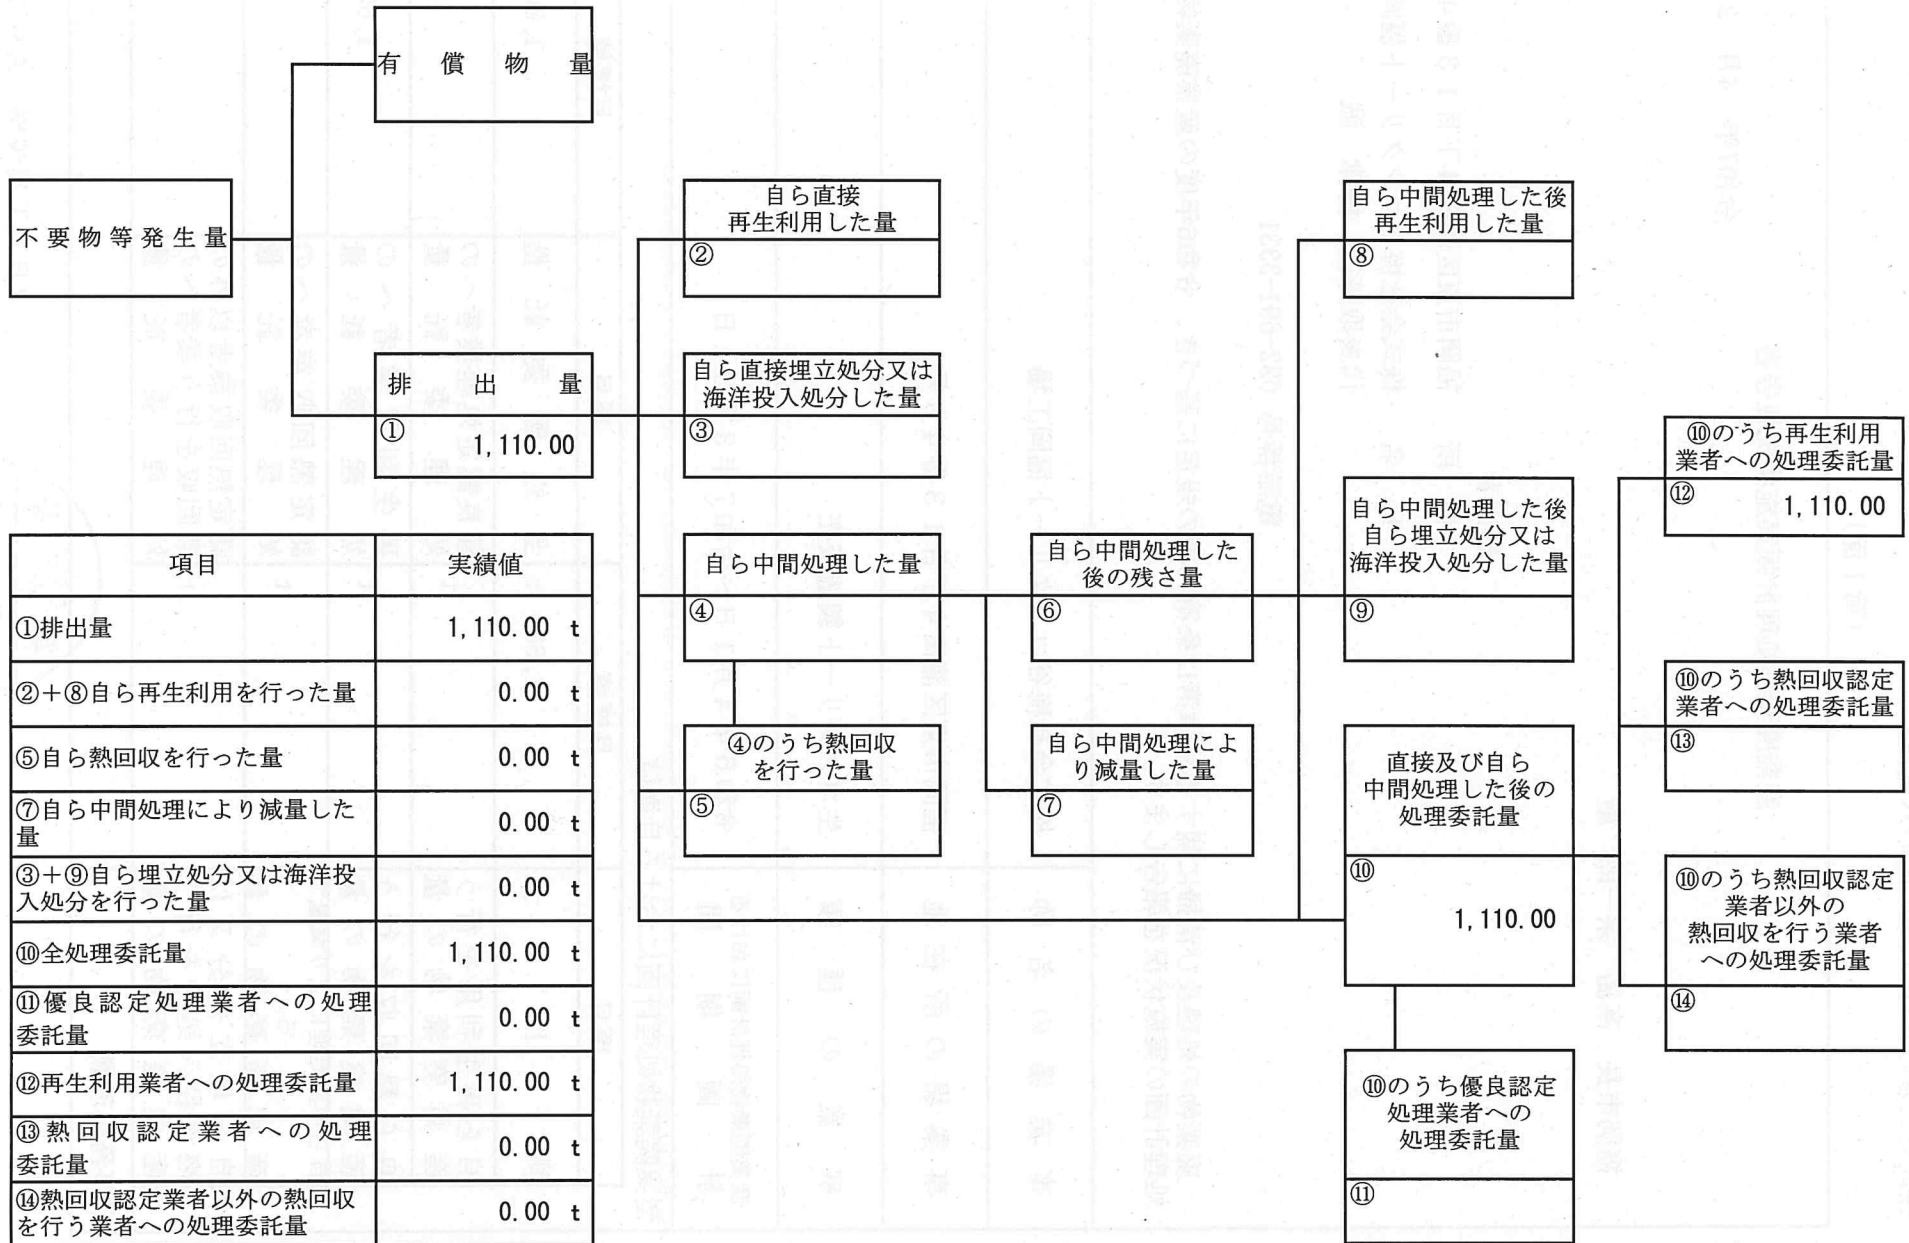 有償物量
不要物等発生量
排出量
① 1,110.00
自ら直接
再生利用した量
②
自ら直接埋立処分又は
海洋投入処分した量
③
自ら中間処理した量
④
④のうち熱回収
を行った量
⑤
自ら中間処理した
後の残さ量
⑥
自ら中間処理によ
り減量した量
⑦
自ら中間処理した後
再生利用した量
⑧
自ら中間処理した後
自ら埋立処分又は
海洋投入処分した量
⑨
直接及び自ら
中間処理した後の
処理委託量
⑩
1,110.00
⑩のうち優良認定
処理業者への
処理委託量
⑪
⑩のうち再生利用
業者への処理委託量
⑫ 1,110.00
⑩のうち熱回収認定
業者への処理委託量
⑬
⑩のうち熱回収認定
業者以外の
熱回収を行う業者
への処理委託量
⑭
項目 実績値
①排出量 1,110.00 t
②+⑧自ら再生利用を行った量 0.00 t
⑤自ら熱回収を行った量 0.00 t
⑦自ら中間処理により減量した
量 0.00 t
③+⑨自ら埋立処分又は海洋投
入処分を行った量 0.00 t
⑩全処理委託量 1,110.00 t
⑪優良認定処理業者への処理
委託量 0.00 t
⑫再生利用業者への処理委託量 1,110.00 t
⑬熱回収認定業者への処理
委託量 0.00 t
⑭熱回収認定業者以外の熱回収
を行う業者への処理委託量 0.00 t